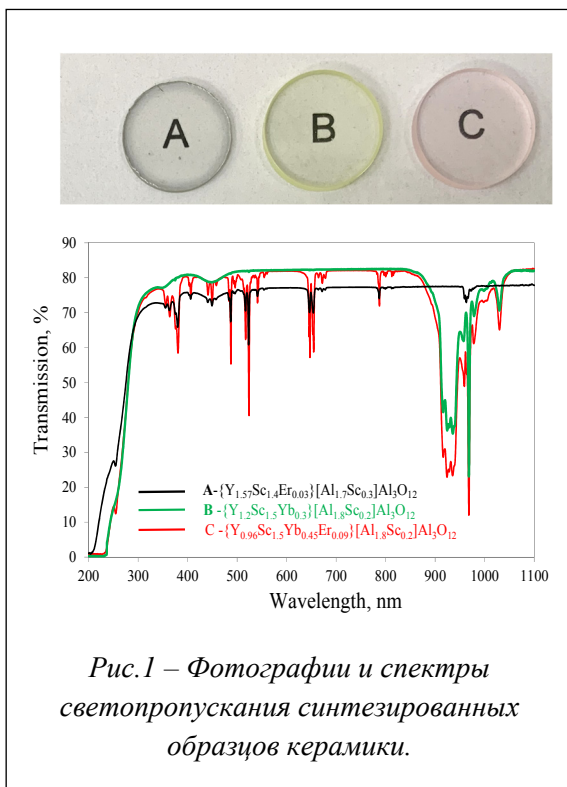 A B C
90
80
70
60
50
40
30
20
10
0
Transmission, %
A-{Y1.57Sc1.4Er0.03}[Al1.7Sc0.3]Al3O12
B -{Y1.2Sc1.5Yb0.3}[Al1.8Sc0.2]Al3O12
C -{Y0.96Sc1.5Yb0.45Er0.09}[Al1.8Sc0.2]Al3O12
200 300 400 500 600 700 800 900 1000 1100
Wavelength, nm
Рис.1 – Фотографии и спектры
светопропускания синтезированных
образцов керамики.